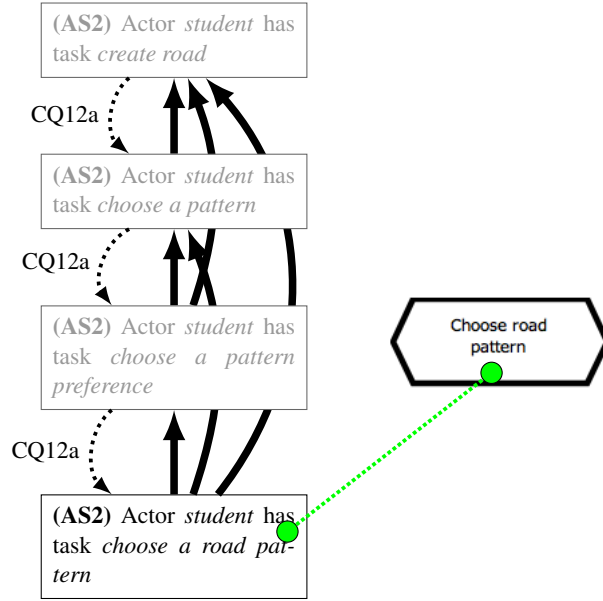 (AS2) Actor student has
task create road
CQ12a
(AS2) Actor student has
task choose a pattern
CQ12a
(AS2) Actor student has
task choose a pattern
preference
Choose road
pattern
CQ12a
(AS2) Actor student has
task choose a road pat-
tern